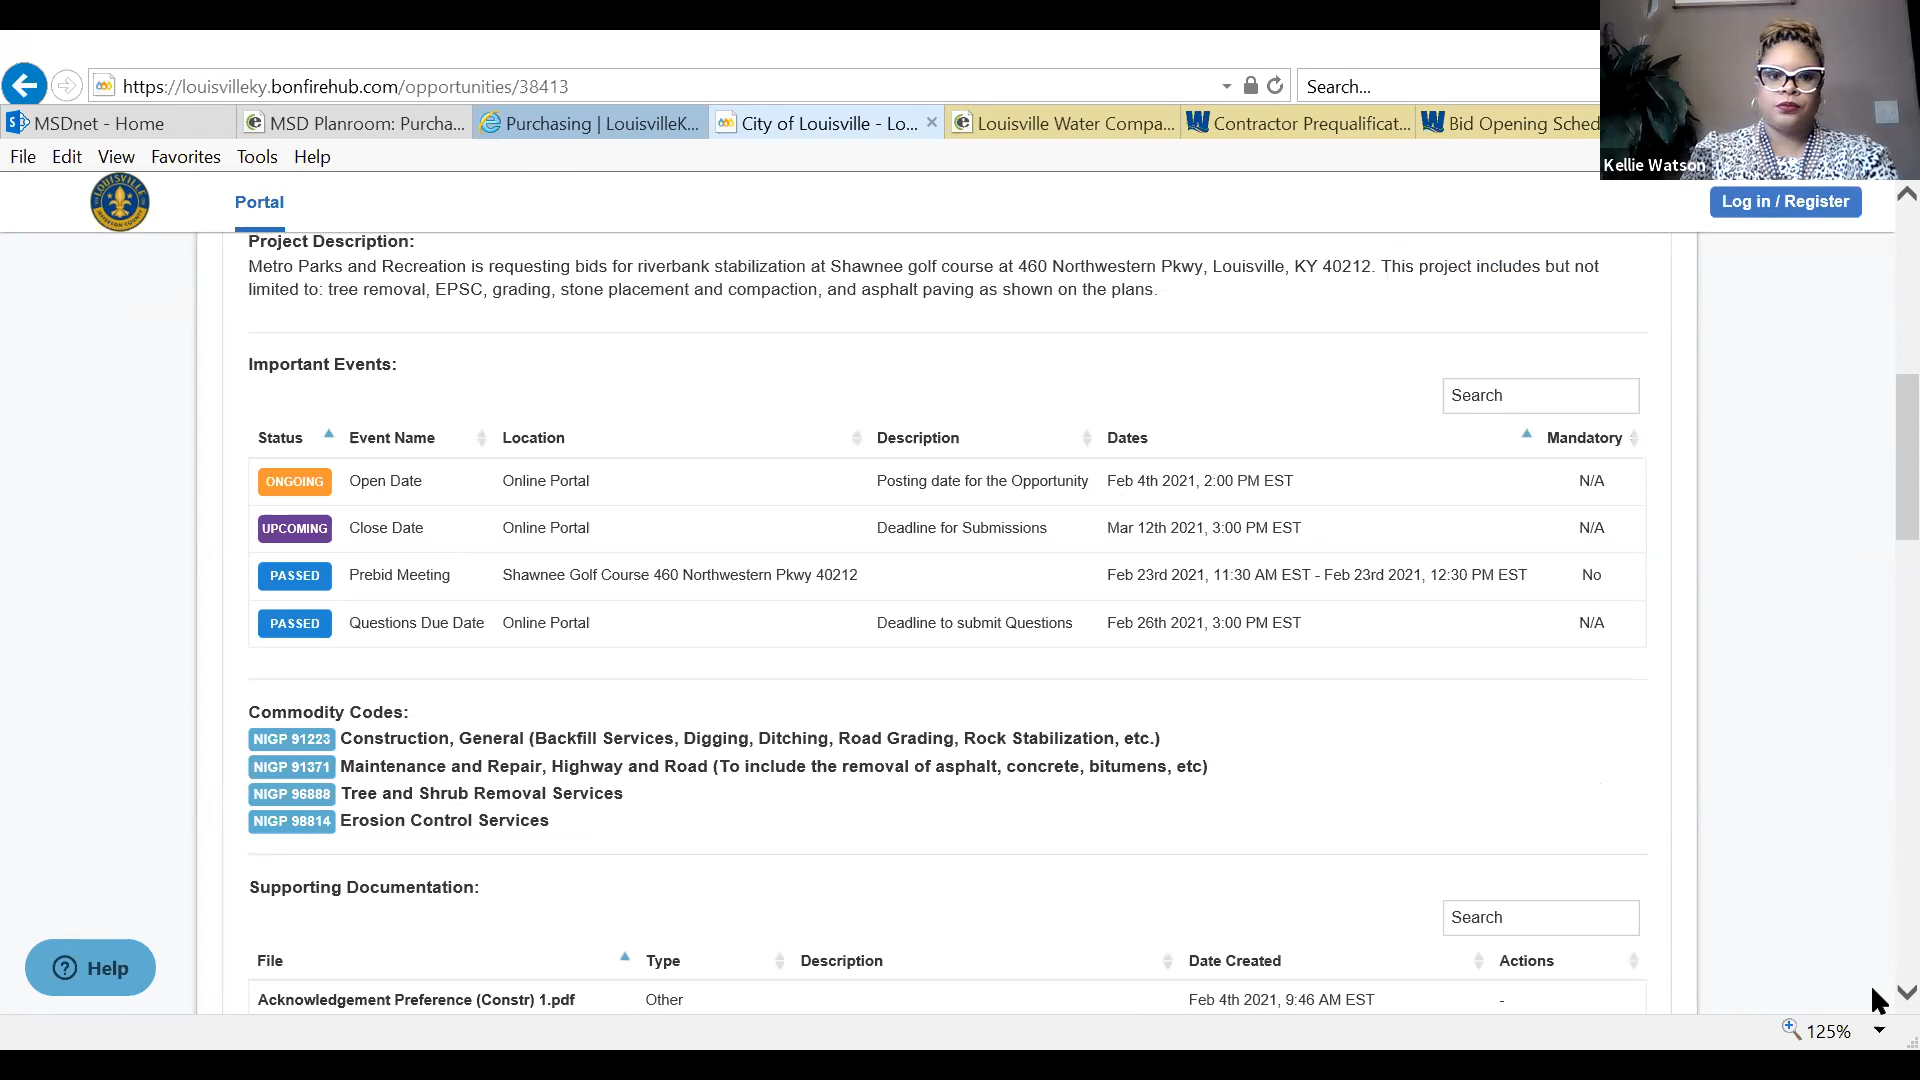 https://louisvilleky.bonfirehub.com/opportunities/38413
Search...
MSDnet - Home
MSD Planroom: Purcha...
Purchasing | LouisvilleK...
City of Louisville - Lo...
Louisville Water Compa...
Contractor Prequalificat...
Bid Opening Sched
Kellie Watson
File Edit View Favorites Tools Help
Portal
Log in / Register
Project Description:
Metro Parks and Recreation is requesting bids for riverbank stabilization at Shawnee golf course at 460 Northwestern Pkwy, Louisville, KY 40212. This project includes but not
limited to: tree removal, EPSC, grading, stone placement and compaction, and asphalt paving as shown on the plans.
Important Events:
Search
Status Event Name Location Description Dates Mandatory
ONGOING Open Date Online Portal Posting date for the Opportunity Feb 4th 2021, 2:00 PM EST N/A
UPCOMING Close Date Online Portal Deadline for Submissions Mar 12th 2021, 3:00 PM EST N/A
PASSED Prebid Meeting Shawnee Golf Course 460 Northwestern Pkwy 40212 Feb 23rd 2021, 11:30 AM EST - Feb 23rd 2021, 12:30 PM EST No
PASSED Questions Due Date Online Portal Deadline to submit Questions Feb 26th 2021, 3:00 PM EST N/A
Commodity Codes:
NIGP 91223 Construction, General (Backfill Services, Digging, Ditching, Road Grading, Rock Stabilization, etc.)
NIGP 91371 Maintenance and Repair, Highway and Road (To include the removal of asphalt, concrete, bitumens, etc)
NIGP 96888 Tree and Shrub Removal Services
NIGP 98814 Erosion Control Services
Supporting Documentation:
Search
File Type Description Date Created Actions
Acknowledgement Preference (Constr) 1.pdf Other Feb 4th 2021, 9:46 AM EST -
Help
125%